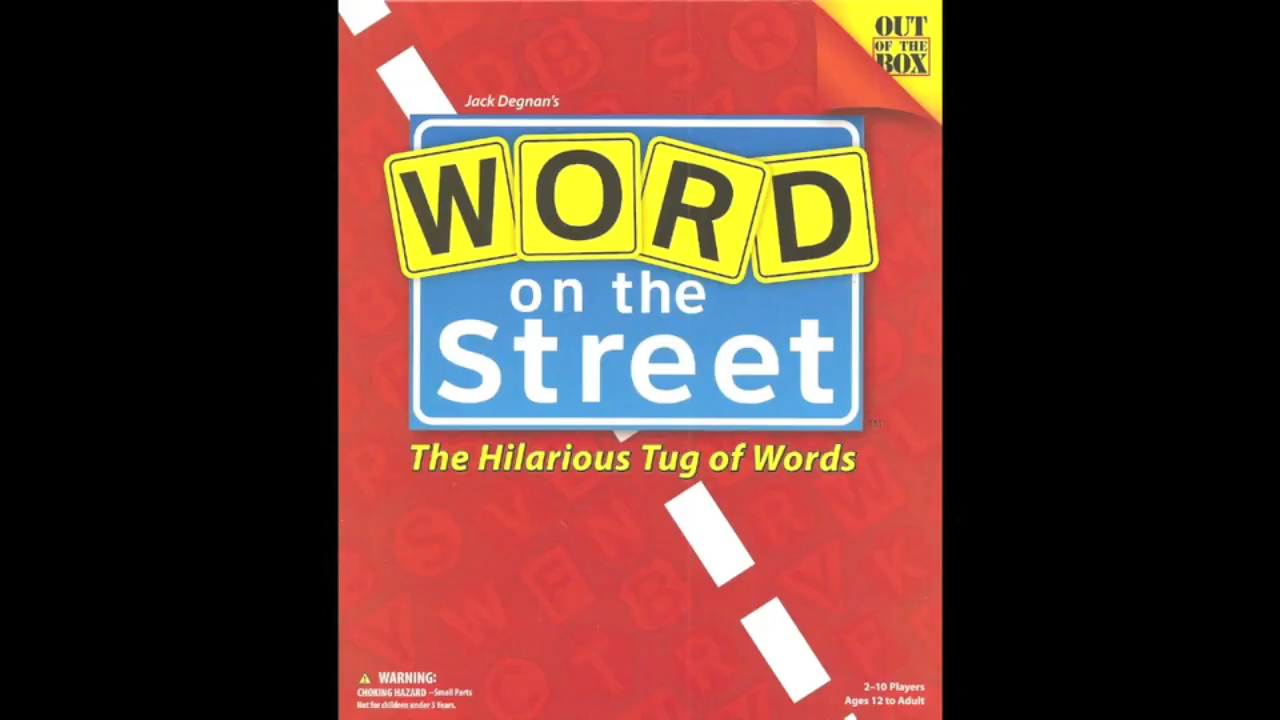 OUT
OF THE
BOX
Jack Degnan's
WORD
on the
Street
TM
The Hilarious Tug of Words
WARNING:
CHOKING HAZARD –Small Parts
Not for children under 3 Years.
2–10 Players
Ages 12 to Adult